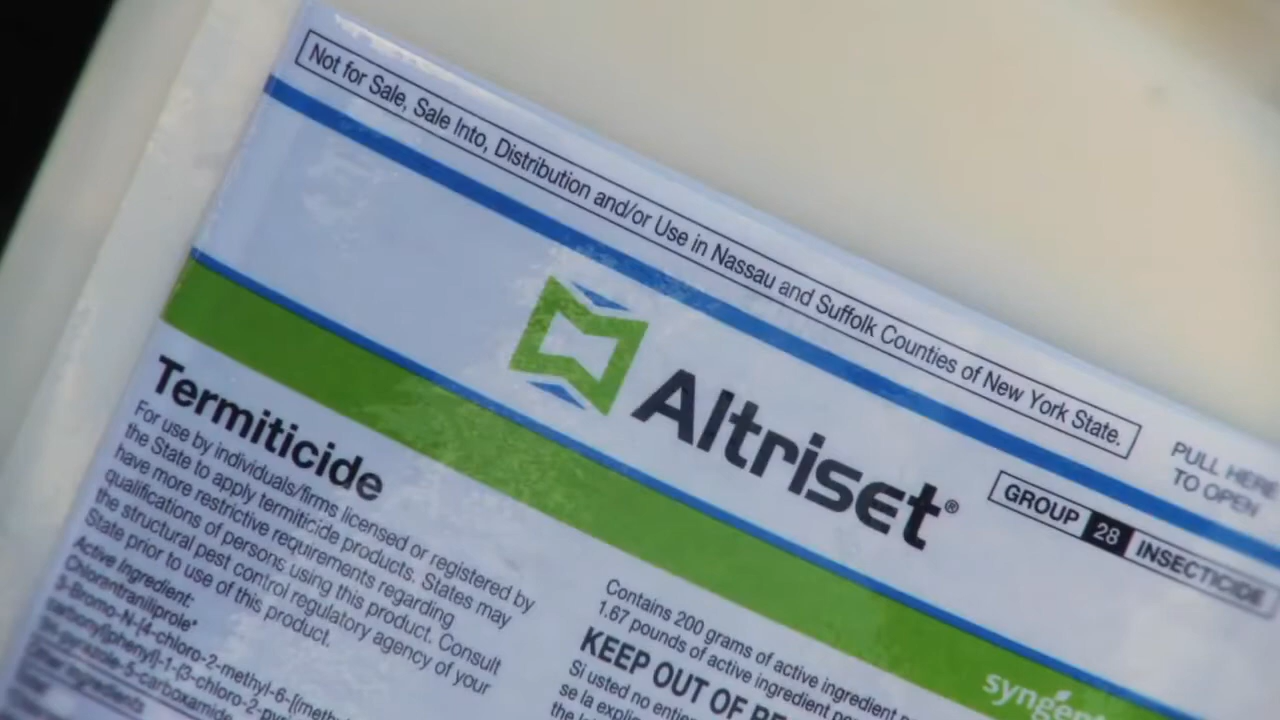 Not for Sale, Sale Into, Distribution and/or Use in Nassau and Suffolk Counties of New York State.
PULL HERE
TO OPEN
Altriset®
GROUP 28 INSECTICIDE
Termiticide
For use by individuals/firms licensed or registered by
the State to apply termiticide products. States may
have more restrictive requirements regarding
qualifications of persons using this product. Consult
the structural pest control regulatory agency of your
State prior to use of this product.
Active Ingredient:
Chlorantraniliprole*
3-Bromo-N-[4-chloro-2-methyl-6-[(methyl
carbonyl]phenyl]-1-(3-chloro-2-py
1H-pyrazole-5-carboxamide
Other ingredients
Contains 200 grams of active ingredient p
1.67 pounds of active ingredient pe
KEEP OUT OF RE
Si usted no entien
se la expliq
the l
syngent